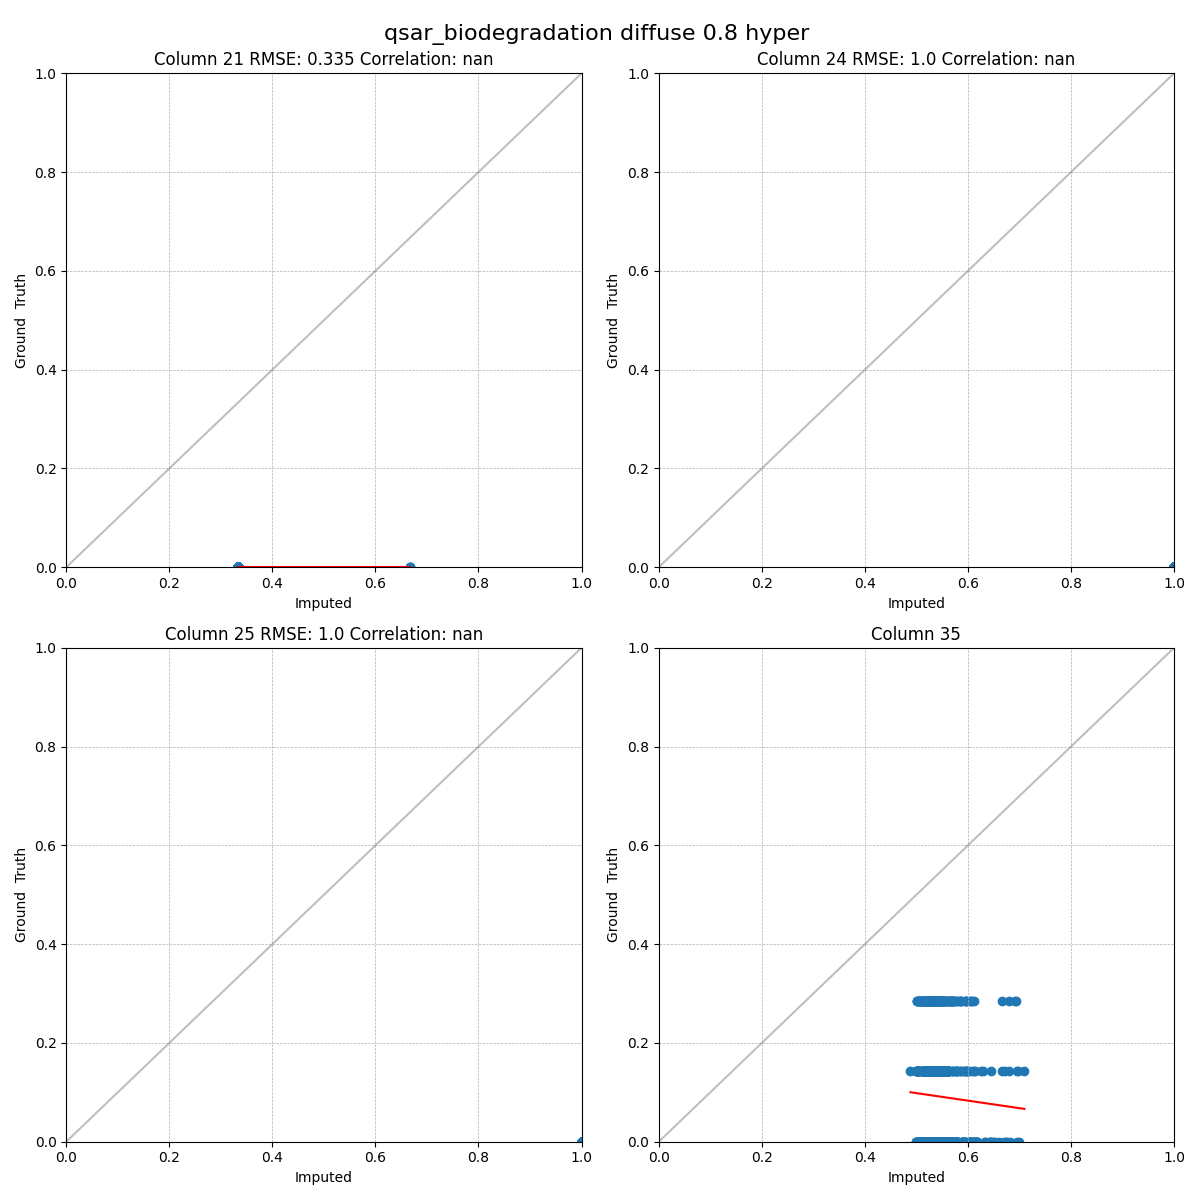 qsar_biodegradation diffuse 0.8 hyper
Column 21 RMSE: 0.335 Correlation: nan
1.0
0.8
0.6
0.4
0.2
0.0
Ground Truth
0.0 0.2 0.4 0.6 0.8 1.0
Imputed
Column 24 RMSE: 1.0 Correlation: nan
1.0
0.8
0.6
0.4
0.2
0.0
Ground Truth
0.0 0.2 0.4 0.6 0.8 1.0
Imputed
Column 25 RMSE: 1.0 Correlation: nan
1.0
0.8
0.6
0.4
0.2
0.0
Ground Truth
0.0 0.2 0.4 0.6 0.8 1.0
Imputed
Column 35
1.0
0.8
0.6
0.4
0.2
0.0
Ground Truth
0.0 0.2 0.4 0.6 0.8 1.0
Imputed